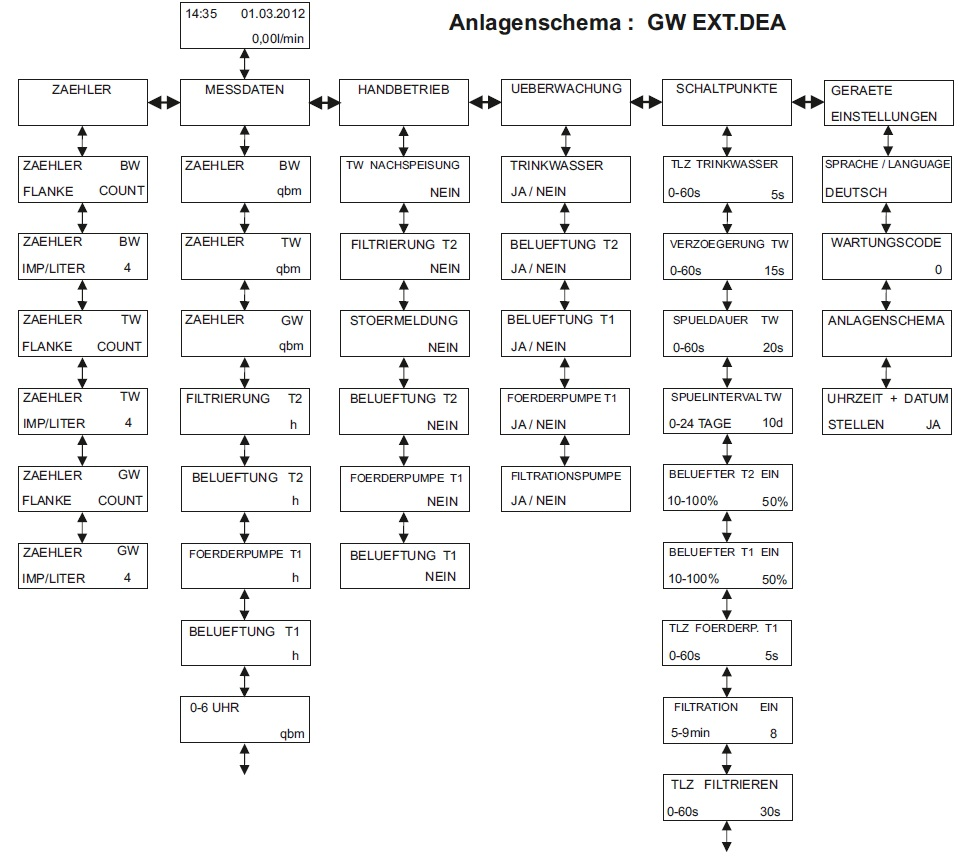 Anlagenschema : GW EXT.DEA
14:35 01.03.2012
0,00l/min
ZAEHLER
ZAEHLER BW
FLANKE COUNT
ZAEHLER BW
IMP/LITER 4
ZAEHLER TW
FLANKE COUNT
ZAEHLER TW
IMP/LITER 4
ZAEHLER GW
FLANKE COUNT
ZAEHLER GW
IMP/LITER 4
MESSDATEN
ZAEHLER BW
qbm
ZAEHLER TW
qbm
ZAEHLER GW
qbm
FILTRIERUNG T2
h
BELUEFTUNG T2
h
FOERDERPUMPE T1
h
BELUEFTUNG T1
h
0-6 UHR
qbm
HANDBETRIEB
TW NACHSPEISUNG
NEIN
FILTRIERUNG T2
NEIN
STOERMELDUNG
NEIN
BELUEFTUNG T2
NEIN
FOERDERPUMPE T1
NEIN
BELUEFTUNG T1
NEIN
UEBERWACHUNG
TRINKWASSER
JA / NEIN
BELUEFTUNG T2
JA / NEIN
BELUEFTUNG T1
JA / NEIN
FOERDERPUMPE T1
JA / NEIN
FILTRATIONSPUMPE
JA / NEIN
SCHALTPUNKTE
TLZ TRINKWASSER
0-60s 5s
VERZOEGERUNG TW
0-60s 15s
SPUELDAUER TW
0-60s 20s
SPUELINTERVAL TW
0-24 TAGE 10d
BELUEFTER T2 EIN
10-100% 50%
BELUEFTER T1 EIN
10-100% 50%
TLZ FOERDERP. T1
0-60s 5s
FILTRATION EIN
5-9min 8
TLZ FILTRIEREN
0-60s 30s
GERAETE
EINSTELLUNGEN
SPRACHE / LANGUAGE
DEUTSCH
WARTUNGSCODE
0
ANLAGENSCHEMA
UHRZEIT + DATUM
STELLEN JA